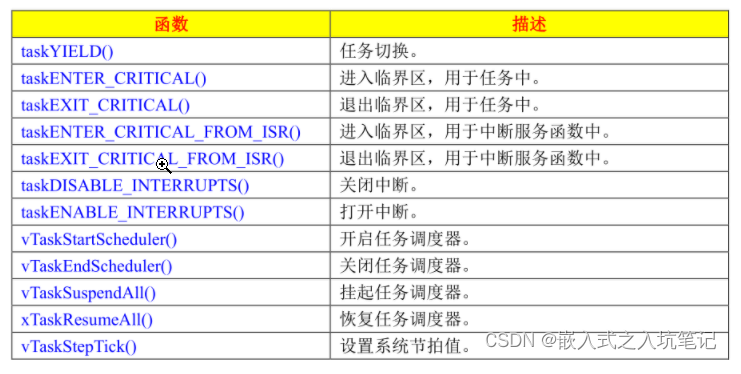 函数 描述
taskYIELD() 任务切换。
taskENTER_CRITICAL() 进入临界区，用于任务中。
taskEXIT_CRITICAL() 退出临界区，用于任务中。
taskENTER_CRITICAL_FROM_ISR() 进入临界区，用于中断服务函数中。
taskEXIT_CRITICAL_FROM_ISR() 退出临界区，用于中断服务函数中。
taskDISABLE_INTERRUPTS() 关闭中断。
taskENABLE_INTERRUPTS() 打开中断。
vTaskStartScheduler() 开启任务调度器。
vTaskEndScheduler() 关闭任务调度器。
vTaskSuspendAll() 挂起任务调度器。
xTaskResumeAll() 恢复任务调度器。
vTaskStepTick() 设置系统节拍值。
CSDN @嵌入式之入坑笔记